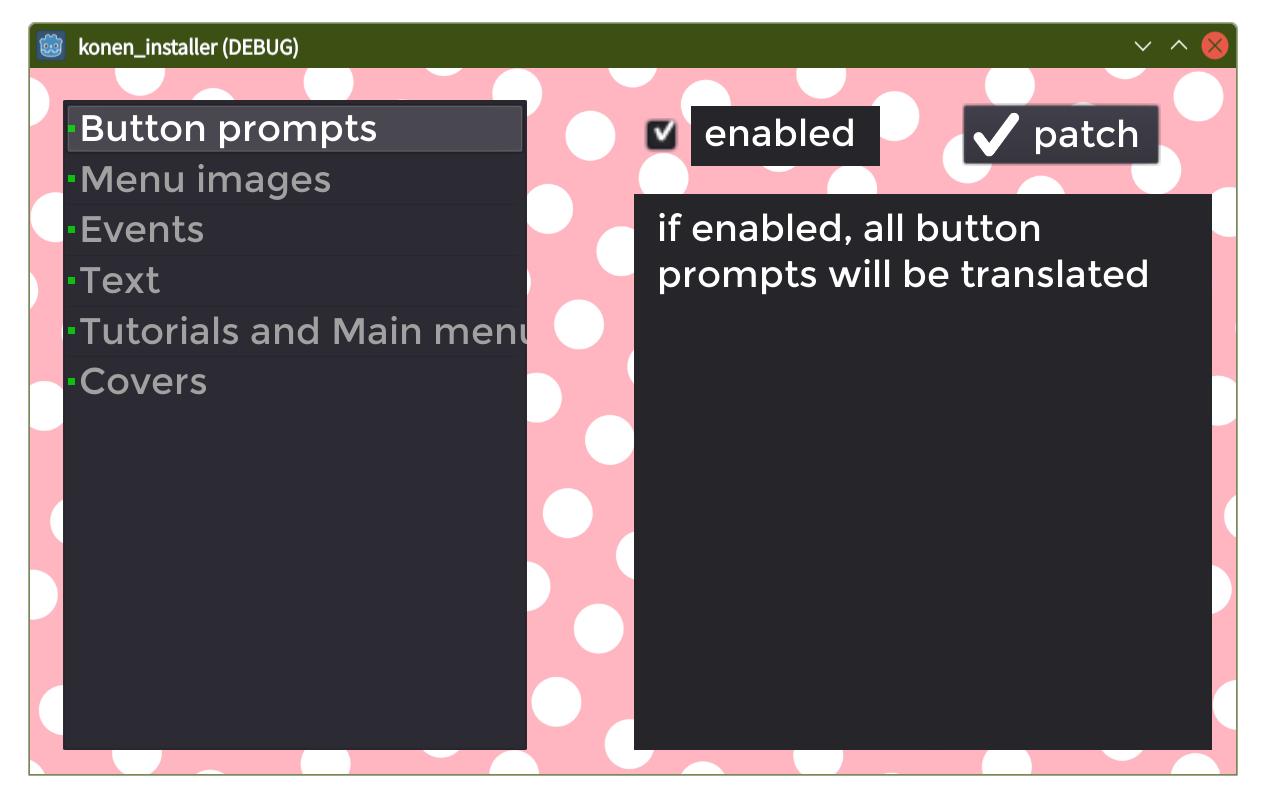 konen_installer (DEBUG)
Button prompts
Menu images
Events
Text
Tutorials and Main menu
Covers
enabled
patch
if enabled, all button
prompts will be translated